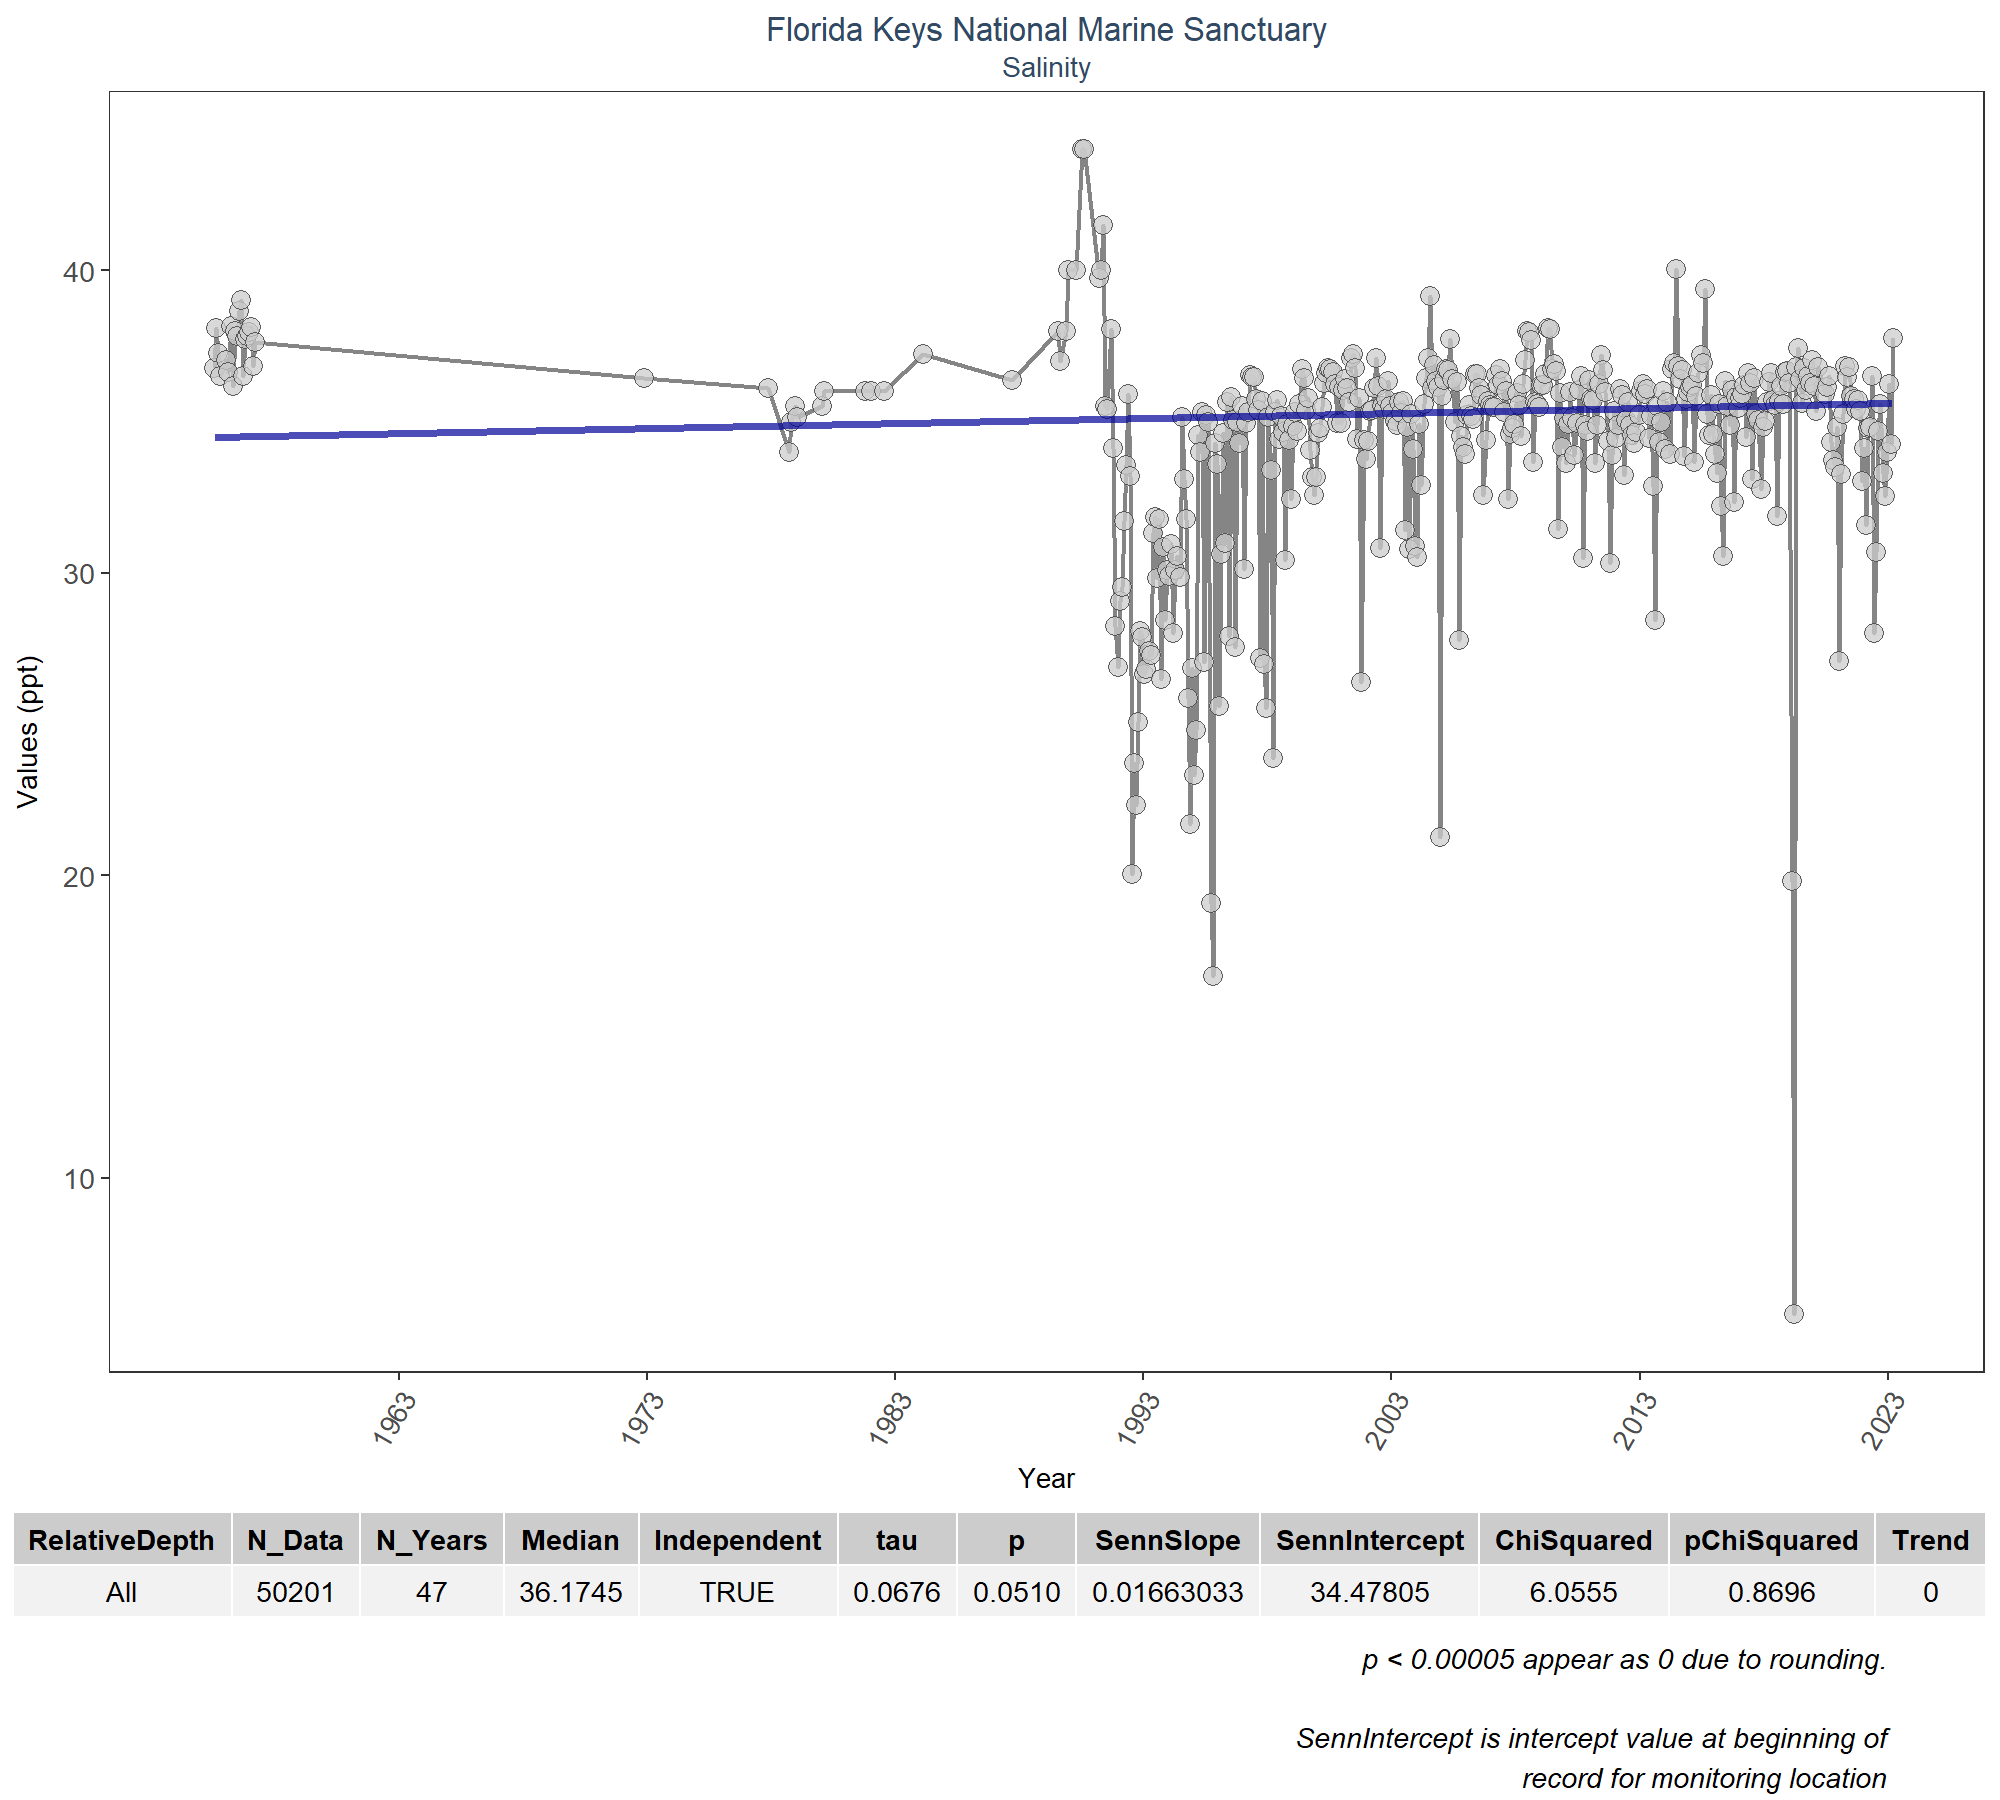 Florida Keys National Marine Sanctuary
Salinity
Values (ppt)
40
30
20
10
1963
1973
1983
1993
2003
2013
2023
Year
RelativeDepth N_Data N_Years Median Independent tau p SennSlope SennIntercept ChiSquared pChiSquared Trend
All 50201 47 36.1745 TRUE 0.0676 0.0510 0.01663033 34.47805 6.0555 0.8696 0
p < 0.00005 appear as 0 due to rounding.
SennIntercept is intercept value at beginning of
record for monitoring location